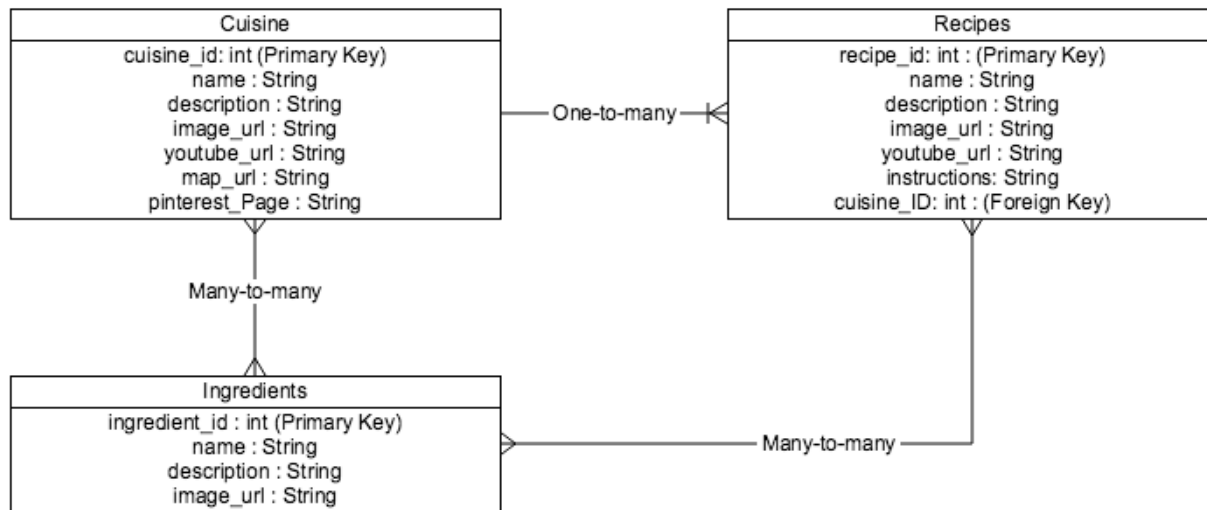 Cuisine
cuisine_id: int (Primary Key)
name : String
description : String
image_url : String
youtube_url : String
map_url : String
pinterest_Page : String
One-to-many
Recipes
recipe_id: int : (Primary Key)
name : String
description : String
image_url : String
youtube_url : String
instructions: String
cuisine_ID: int : (Foreign Key)
Many-to-many
Ingredients
ingredient_id : int (Primary Key)
name : String
description : String
image_url : String
Many-to-many